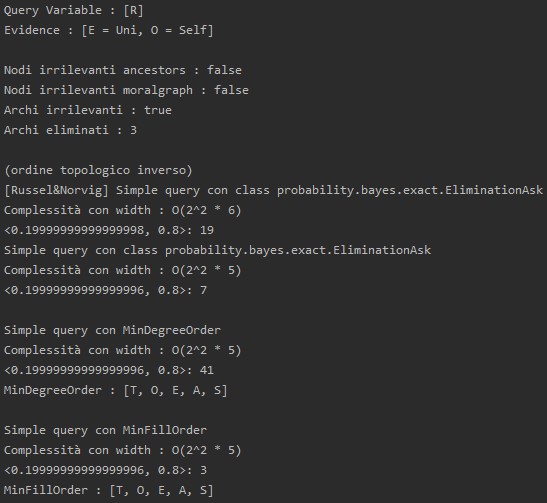 Query Variable : [R]
Evidence : [E = Uni, O = Self]
Nodi irrilevanti ancestors : false
Nodi irrilevanti moralgraph : false
Archi irrilevanti : true
Archi eliminati : 3
(ordine topologico inverso)
[Russel&Norvig] Simple query con class probability.bayes.exact.EliminationAsk
Complessità con width : O(2^2 * 6)
<0.19999999999999998, 0.8>: 19
Simple query con class probability.bayes.exact.EliminationAsk
Complessità con width : O(2^2 * 5)
<0.19999999999999996, 0.8>: 7
Simple query con MinDegreeOrder
Complessità con width : O(2^2 * 5)
<0.19999999999999996, 0.8>: 41
MinDegreeOrder : [T, O, E, A, S]
Simple query con MinFillOrder
Complessità con width : O(2^2 * 5)
<0.19999999999999996, 0.8>: 3
MinFillOrder : [T, O, E, A, S]